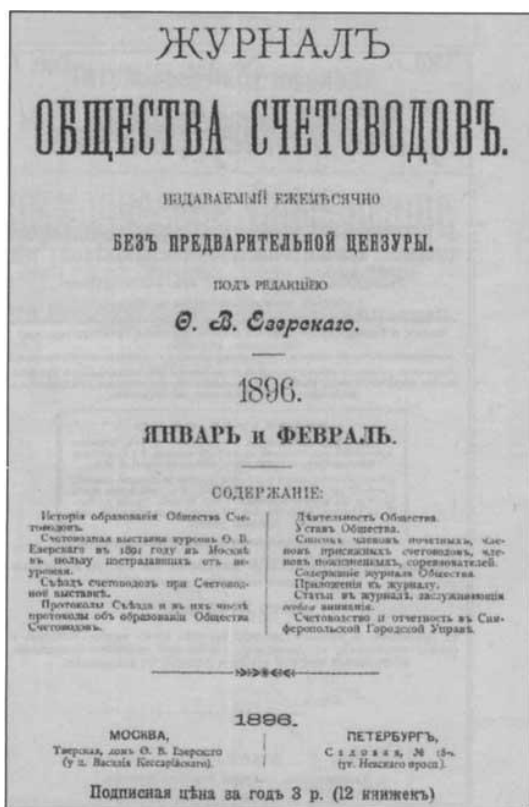 ЖУРНАЛЪ
ОБЩЕСТВА СЧЕТОВОДОВЪ.
ИЗДАВАЕМЫЙ ЕЖЕМѢСЯЧНО
БЕЗЪ ПРЕДВАРИТЕЛЬНОЙ ЦЕНЗУРЫ.
ПОДЪ РЕДАКЦІЕЮ
Ѳ. В. Езерскаго.
1896.
ЯНВАРЬ и ФЕВРАЛЬ.
СОДЕРЖАНІЕ:
Исторія образованія Общества Сче-
товодовъ.
Счетоводная выставка курсовъ Ѳ. В.
Езерскаго въ 1891 году въ Москвѣ
въ пользу пострадавшихъ отъ не-
урожая.
Съѣздъ счетоводовъ при Счетовод-
ной выставкѣ.
Протоколы Съѣзда и въ ихъ числѣ
протоколы объ образованіи Общества
Счетоводовъ.
Дѣятельность Общества.
Уставъ Общества.
Списки членовъ почетныхъ, чле-
новъ присяжныхъ счетоводовъ, чле-
новъ пожизненныхъ, соревнователей.
Содержаніе журнала Общества.
Приложенія къ журналу.
Статьи въ журналѣ, заслуживающія
особаго вниманія.
Счетоводство и отчетность въ Сим-
феропольской Городской Управѣ.
1896.
МОСКВА,
Тверская, домъ Ѳ. В. Езерскаго
(у ц. Василія Кессарійскаго).
ПЕТЕРБУРГЪ,
Садовая, №
(уг. Невскаго просп.).
Подписная цѣна за годъ 3 р. (12 книжекъ)